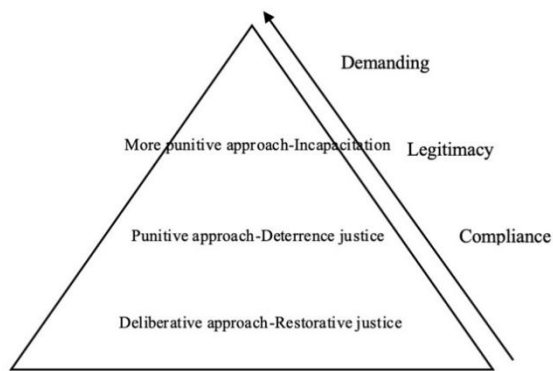 Demanding
More punitive approach-Incapacitation
Legitimacy
Punitive approach-Deterrence justice
Compliance
Deliberative approach-Restorative justice